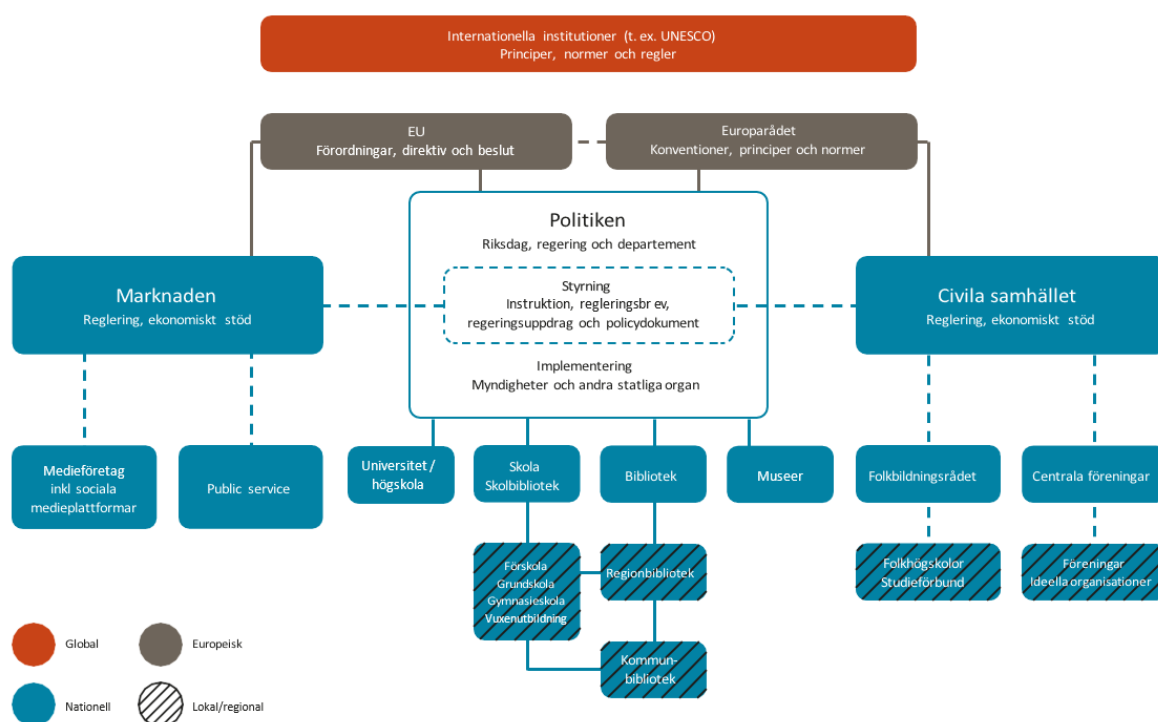 Internationella institutioner (t. ex. UNESCO)
Principer, normer och regler
EU
Förordningar, direktiv och beslut
Europarådet
Konventioner, principer och normer
Politiken
Riksdag, regering och departement
Styrning
Instruktion, regleringsbr ev,
regeringsuppdrag och policydokument
Implementering
Myndigheter och andra statliga organ
Marknaden
Reglering, ekonomiskt stöd
Civila samhället
Reglering, ekonomiskt stöd
Medieföretag
inkl sociala
medieplattformar
Public service
Universitet /
högskola
Skola
Skolbibliotek
Bibliotek
Museer
Folkbildningsrådet
Centrala föreningar
Förskola
Grundskola
Gymnasieskola
Vuxenutbildning
Regionbibliotek
Kommun-
bibliotek
Folkhögskolor
Studieförbund
Föreningar
Ideella organisationer
Global
Europeisk
Nationell
Lokal/regional